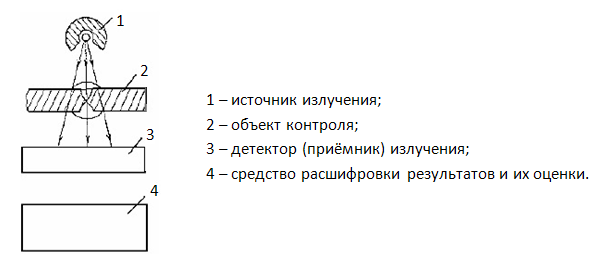 1
2
3
4
1 – источник излучения;
2 – объект контроля;
3 – детектор (приёмник) излучения;
4 – средство расшифровки результатов и их оценки.